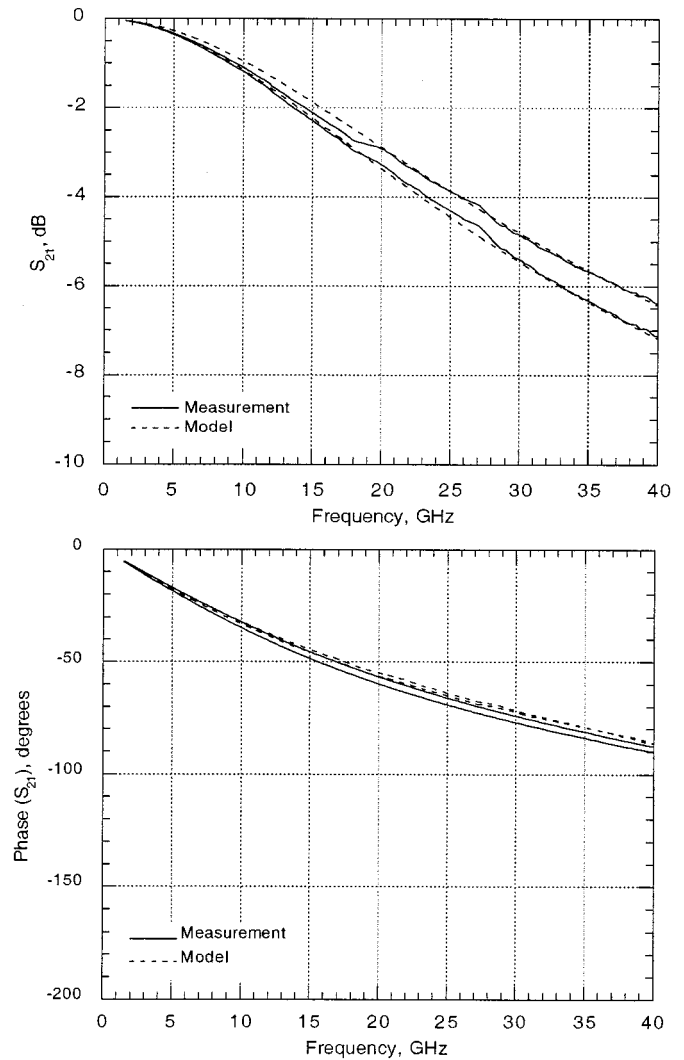 0
-2
-4
-6
-8
-10
S21, dB
Measurement
Model
0 5 10 15 20 25 30 35 40
Frequency, GHz
0
-50
-100
-150
-200
Phase (S21), degrees
Measurement
Model
0 5 10 15 20 25 30 35 40
Frequency, GHz